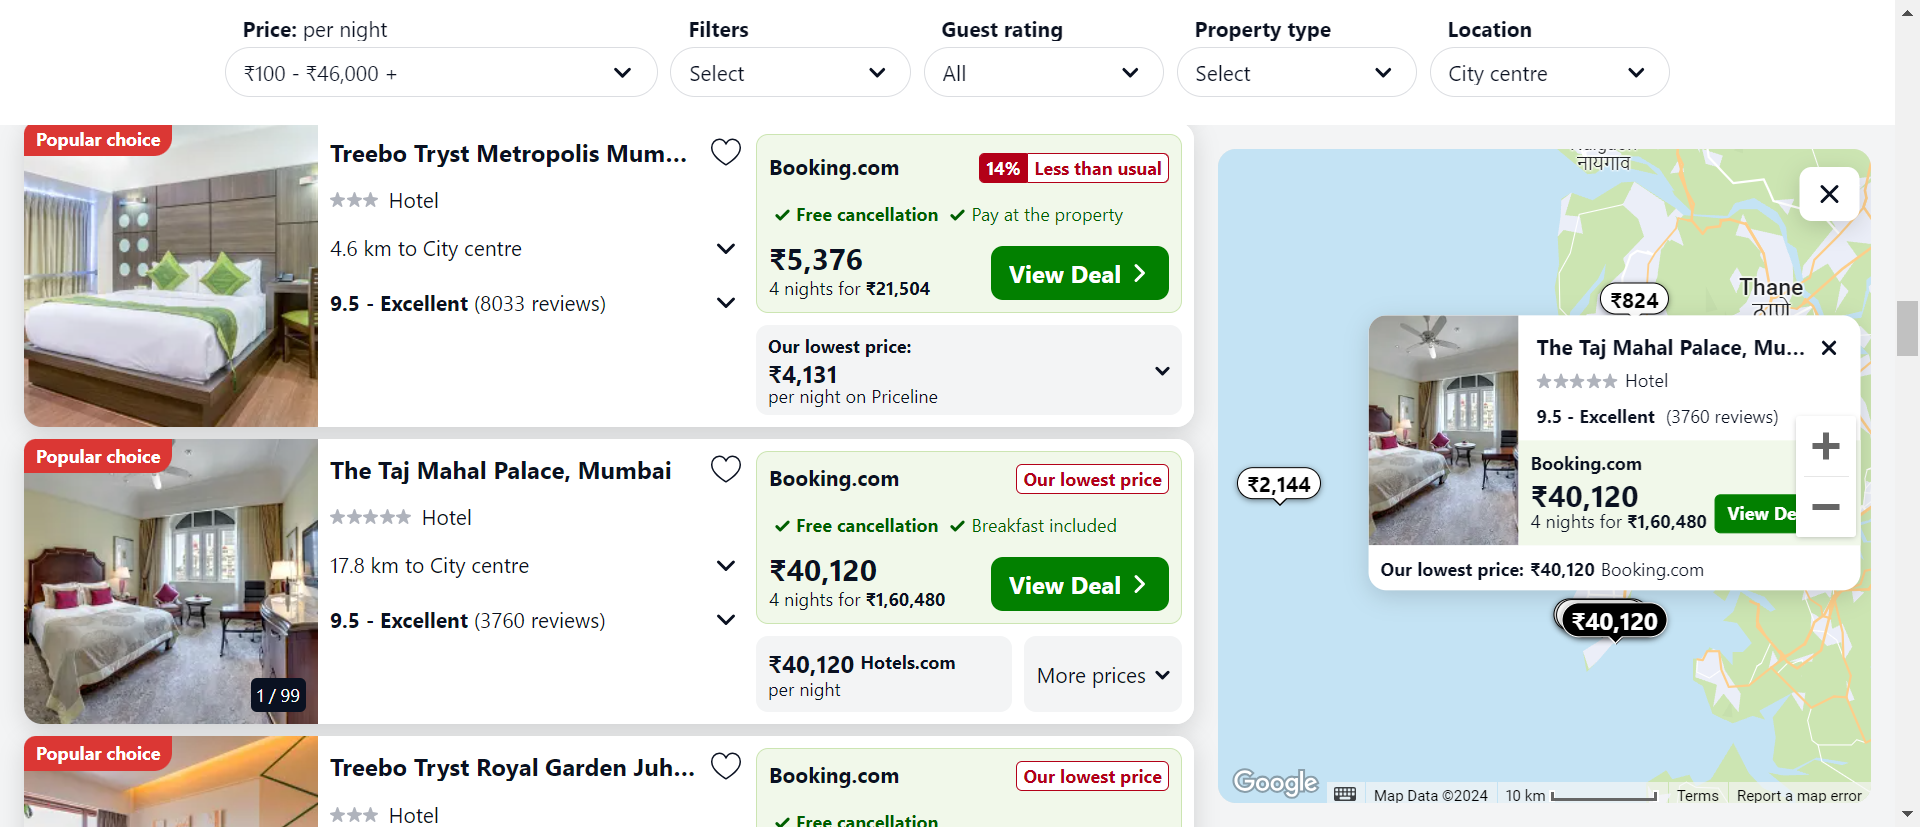 Price: per night
₹100 - ₹46,000 +
Filters
Select
Guest rating
All
Property type
Select
Location
City centre
Popular choice
Treebo Tryst Metropolis Mum...
Hotel
4.6 km to City centre
9.5 - Excellent (8033 reviews)
Booking.com
14% Less than usual
Free cancellation Pay at the property
₹5,376
4 nights for ₹21,504
View Deal
Our lowest price:
₹4,131
per night on Priceline
Popular choice
1 / 99
The Taj Mahal Palace, Mumbai
Hotel
17.8 km to City centre
9.5 - Excellent (3760 reviews)
Booking.com
Our lowest price
Free cancellation Breakfast included
₹40,120
4 nights for ₹1,60,480
View Deal
₹40,120 Hotels.com
per night
More prices
Popular choice
Treebo Tryst Royal Garden Juh...
Hotel
Booking.com
Our lowest price
Free cancellation
नायगाव
Thane
ठाणे
₹824
₹2,144
The Taj Mahal Palace, Mu...
Hotel
9.5 - Excellent (3760 reviews)
Booking.com
₹40,120
4 nights for ₹1,60,480
View De
Our lowest price: ₹40,120 Booking.com
₹40,120
Google
Map Data ©2024
10 km
Terms
Report a map error